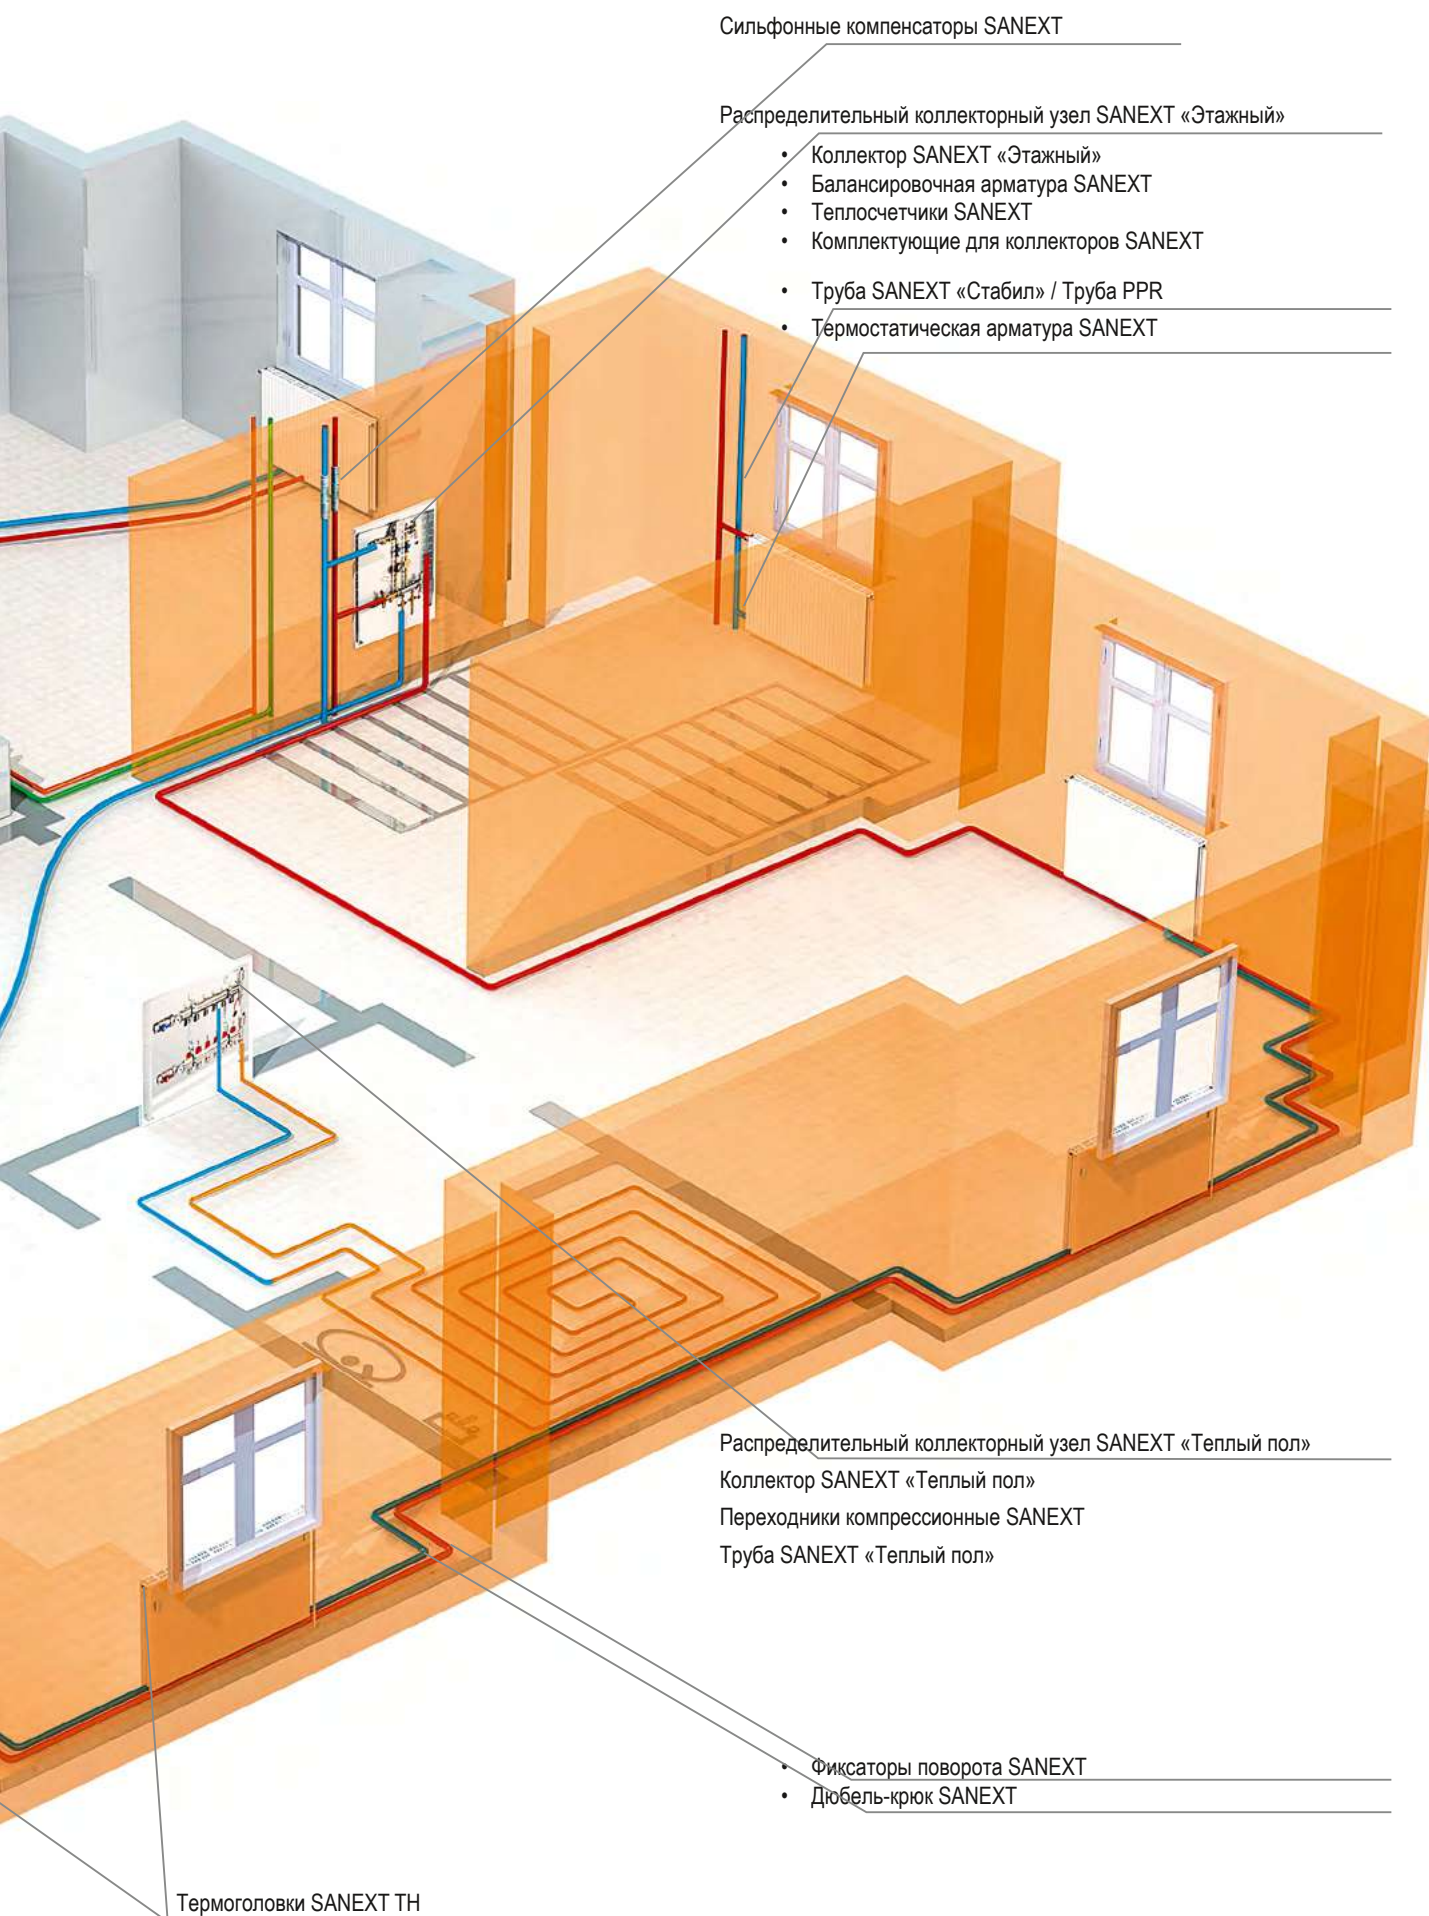 Сильфонные компенсаторы SANEXT
Распределительный коллекторный узел SANEXT «Этажный»
• Коллектор SANEXT «Этажный»
• Балансировочная арматура SANEXT
• Теплосчетчики SANEXT
• Комплектующие для коллекторов SANEXT
• Труба SANEXT «Стабил» / Труба PPR
• Термостатическая арматура SANEXT
Распределительный коллекторный узел SANEXT «Теплый пол»
Коллектор SANEXT «Теплый пол»
Переходники компрессионные SANEXT
Труба SANEXT «Теплый пол»
• Фиксаторы поворота SANEXT
• Дюбель-крюк SANEXT
Термоголовки SANEXT TH